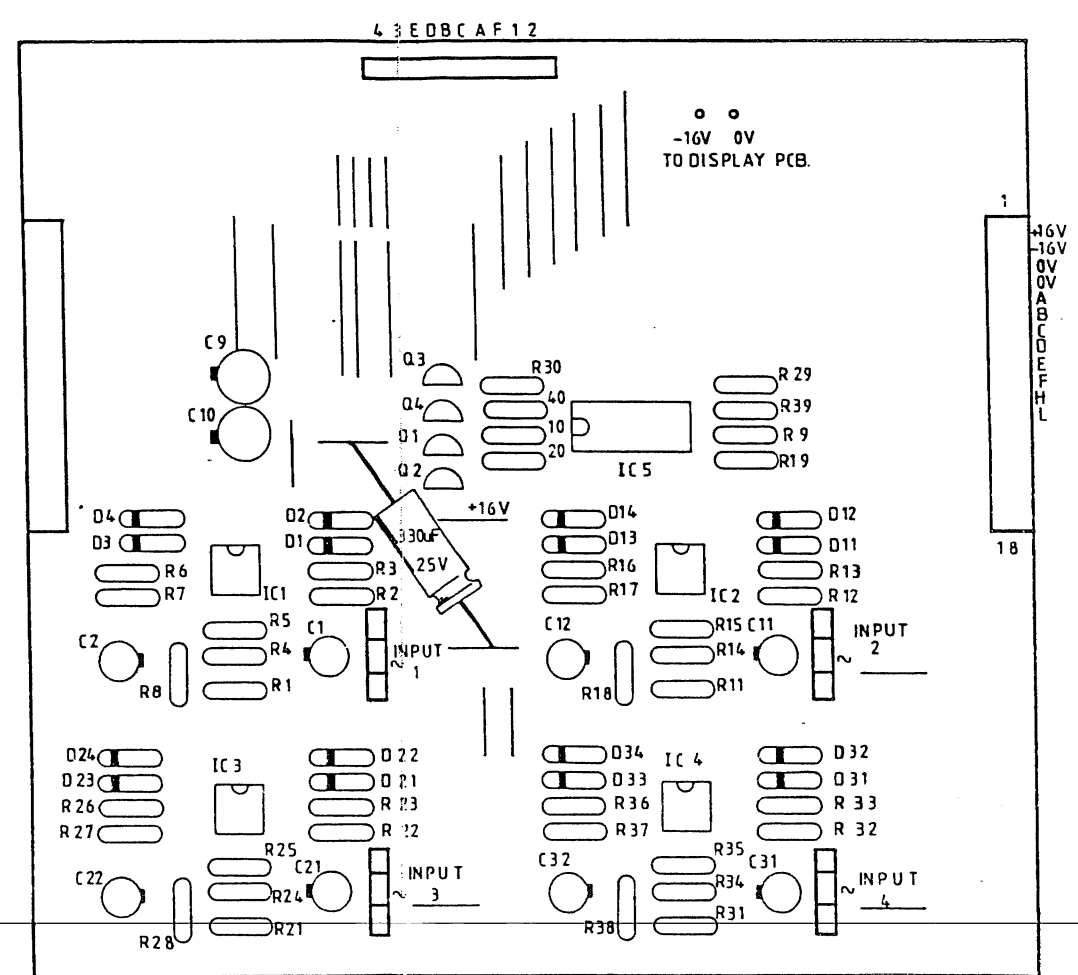 4 3 E D B C A F 1 2
-16V 0V
TO DISPLAY PCB.
1
+16V
-16V
0V
0V
A
B
C
D
E
F
H
L
18
C9
C10
Q3
Q4
Q1
Q2
R30
40
10
20
IC5
R29
R39
R9
R19
+16V
330uF
25V
D4
D3
R6
R7
IC1
D2
D1
R3
R2
R5
R4
R1
C2
R8
C1
INPUT
1
D14
D13
R16
R17
IC2
D12
D11
R13
R12
R15
R14
R11
C12
R18
C11
INPUT
2
D24
D23
R26
R27
IC3
D22
D21
R23
R22
R25
R24
R21
C22
R28
C21
INPUT
3
D34
D33
R36
R37
IC4
D32
D31
R33
R32
R35
R34
R31
C32
R38
C31
INPUT
4